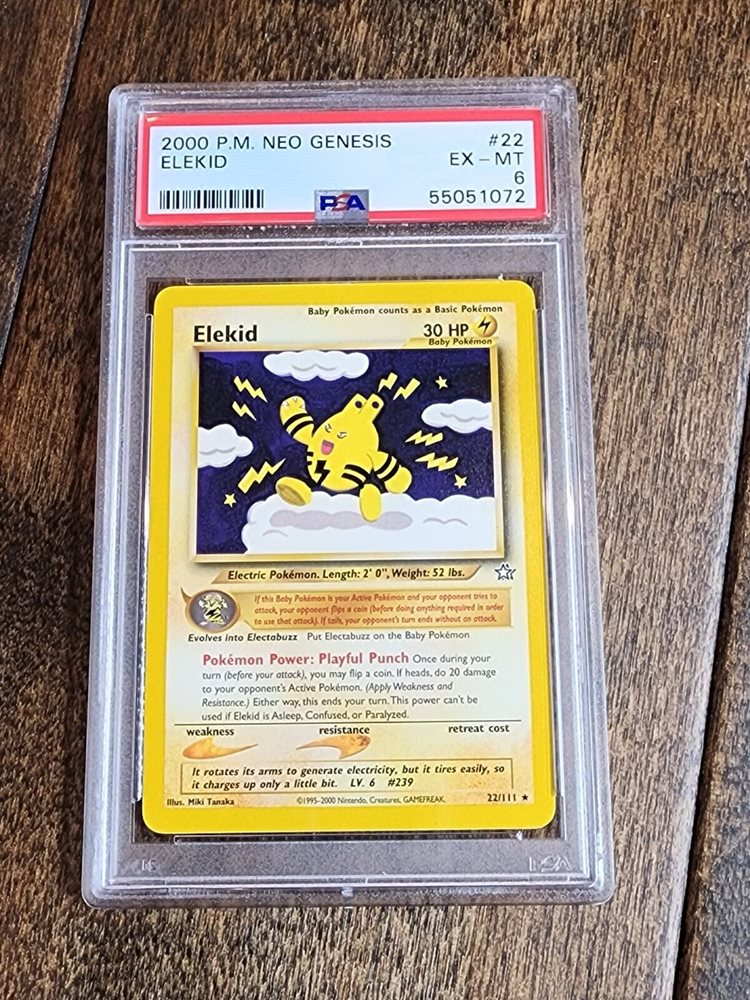 2000 P.M. NEO GENESIS #22
ELEKID EX - MT
6
PSA 55051072
Baby Pokémon counts as a Basic Pokémon
Elekid 30 HP
Baby Pokémon
Electric Pokémon. Length: 2' 0", Weight: 52 lbs.
If this Baby Pokémon is your Active Pokémon and your opponent tries to
attack, your opponent flips a coin (before doing anything required in order
to use that attack). If tails, your opponent's turn ends without an attack.
Evolves into Electabuzz Put Electabuzz on the Baby Pokémon
Pokémon Power: Playful Punch Once during your
turn (before your attack), you may flip a coin. If heads, do 20 damage
to your opponent's Active Pokémon. (Apply Weakness and
Resistance.) Either way, this ends your turn. This power can't be
used if Elekid is Asleep, Confused, or Paralyzed.
weakness resistance retreat cost
It rotates its arms to generate electricity, but it tires easily, so
it charges up only a little bit. LV. 6 #239
Illus. Miki Tanaka ©1995-2000 Nintendo, Creatures, GAMEFREAK. 22/111 ★
PSA